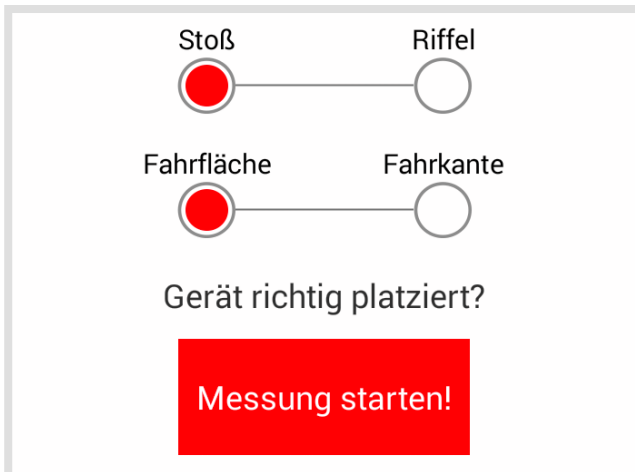 Stoß Riffel
Fahrfläche Fahrkante
Gerät richtig platziert?
Messung starten!